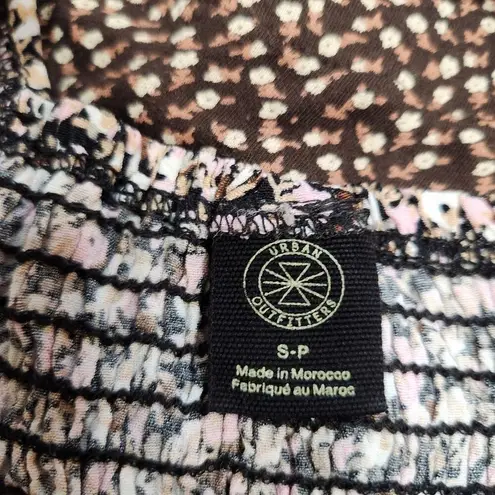 URBAN
OUTFITTERS
S-P
Made in Morocco
Fabriqué au Maroc